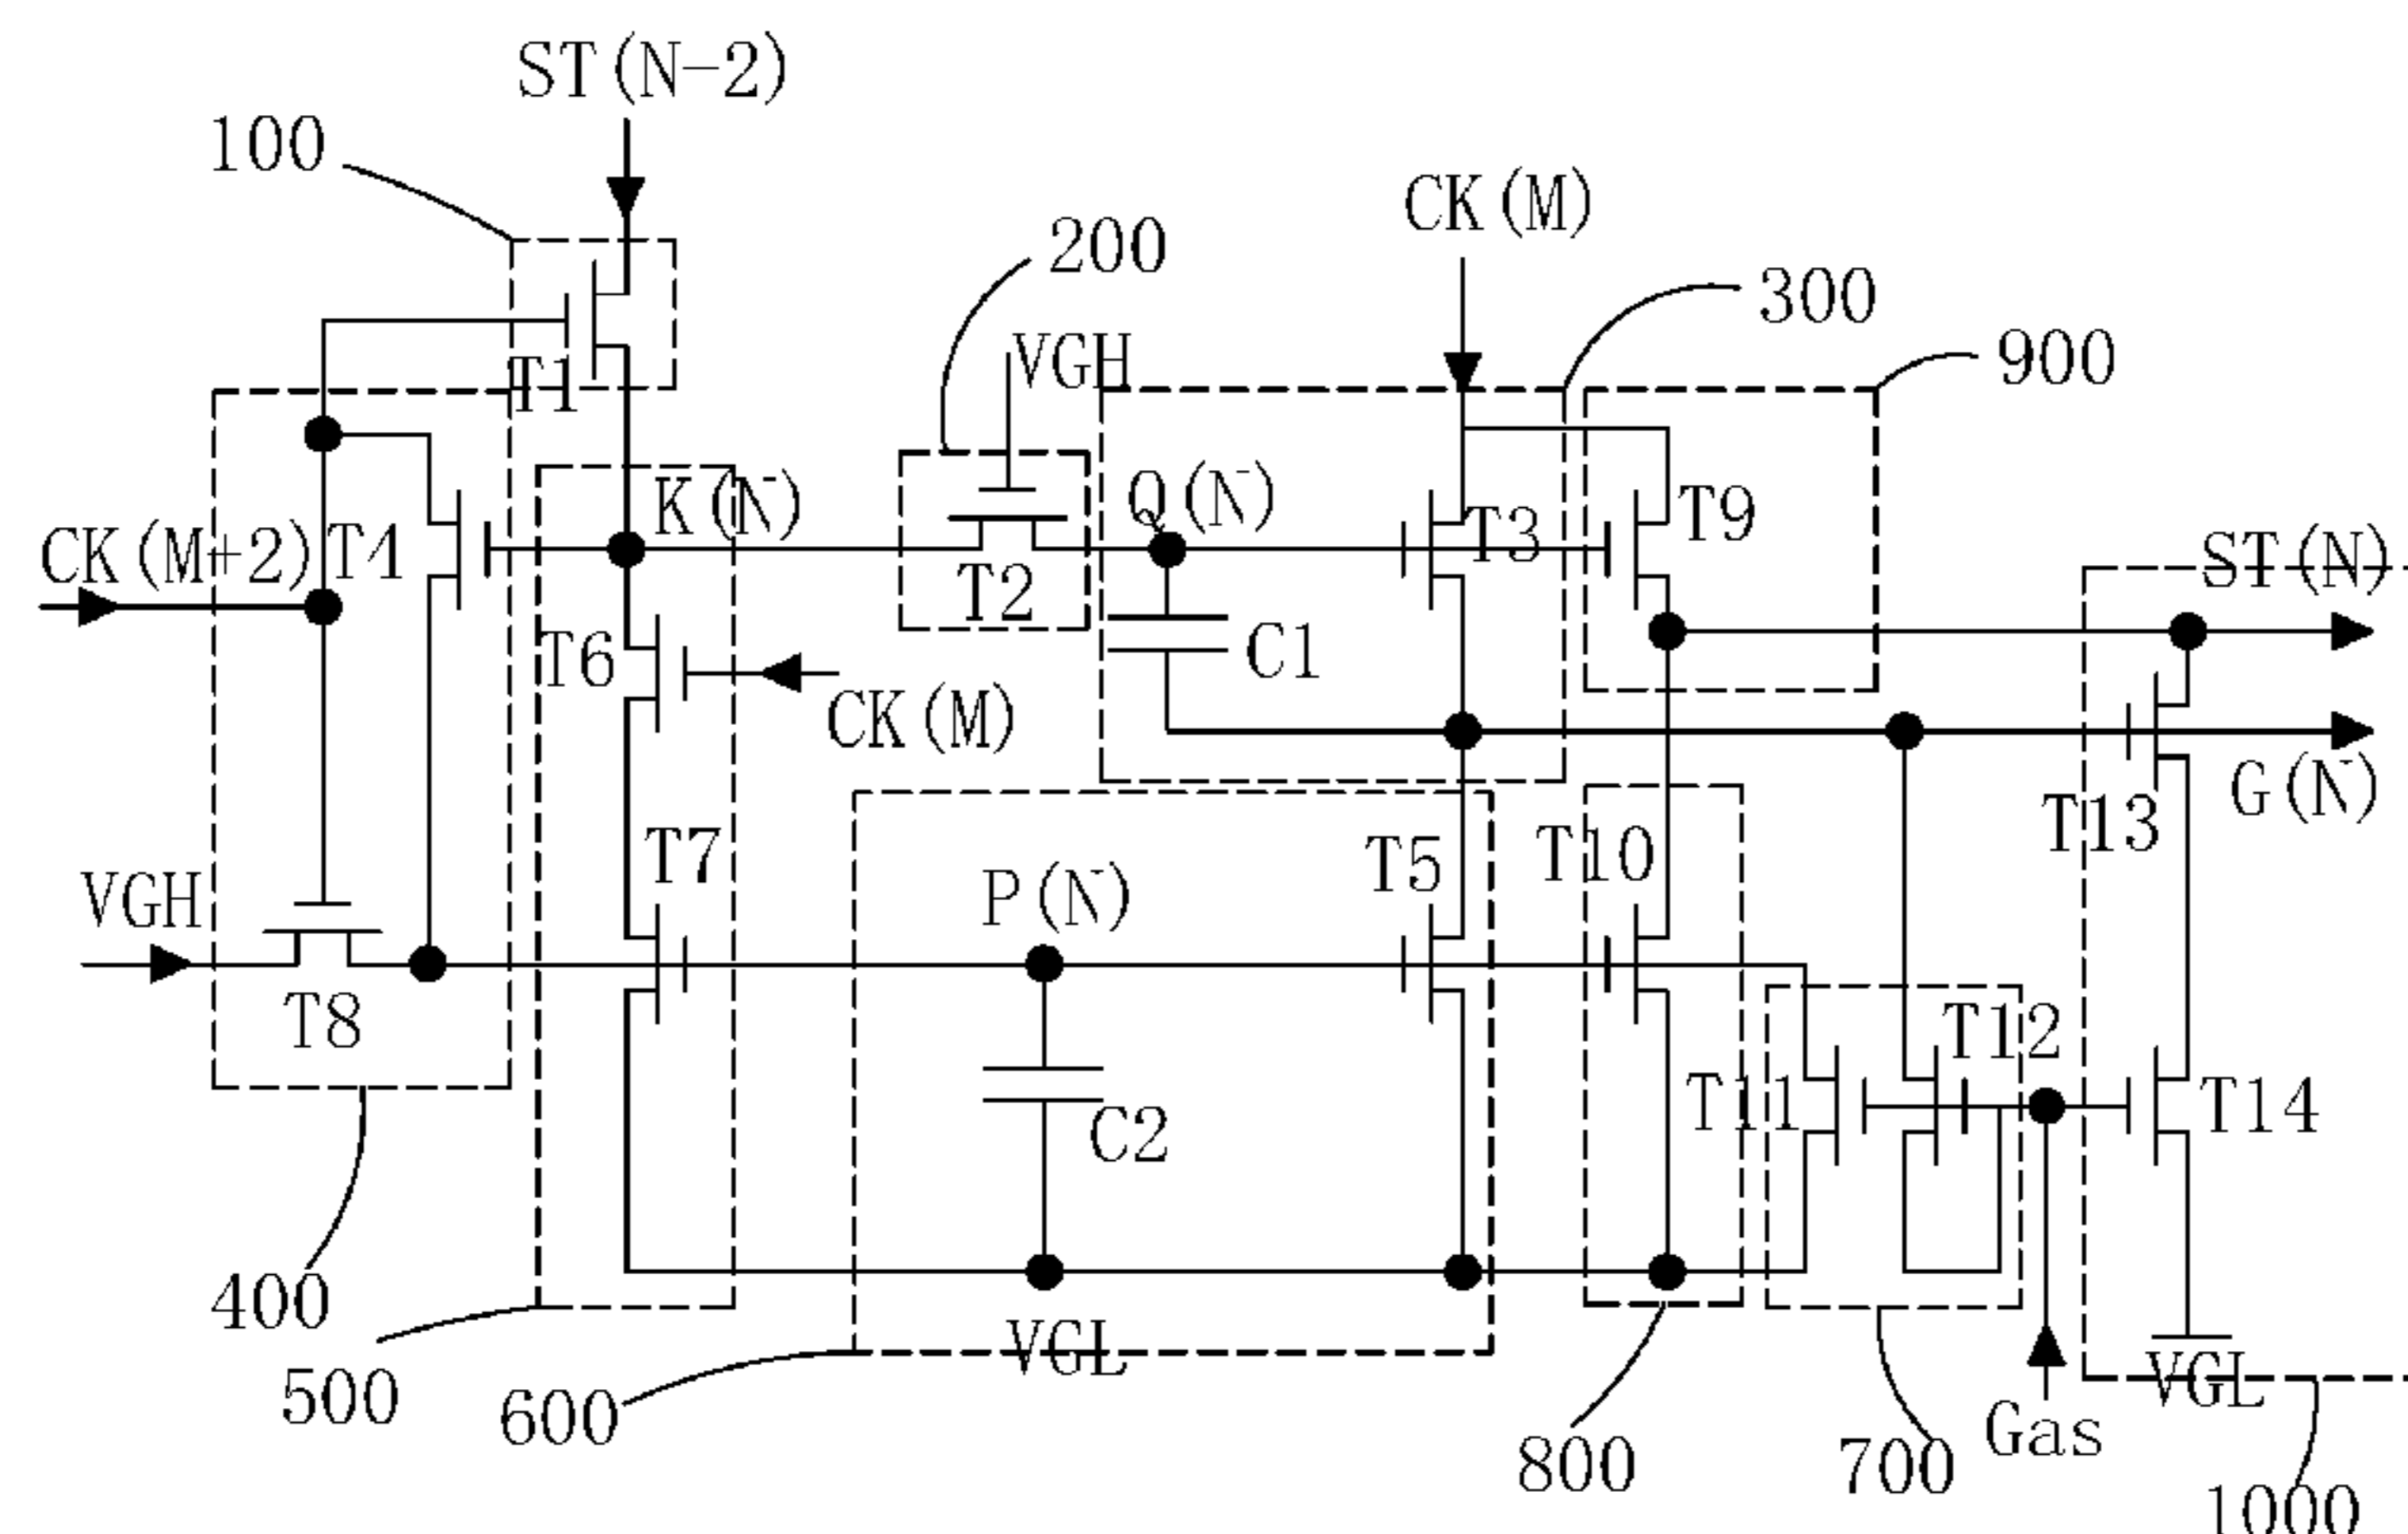 ST(N-2)
100
CK(M)
200
300
VGH
900
T1
K(N)
Q(N)
T3
T9
CK(M+2)
T4
T2
ST(N)
T6
C1
CK(M)
G(N)
T13
T7
T5
T10
VGH
P(N)
T8
T12
T11
T14
C2
400
VGL
VGL
500
600
Gas
800
700
1000